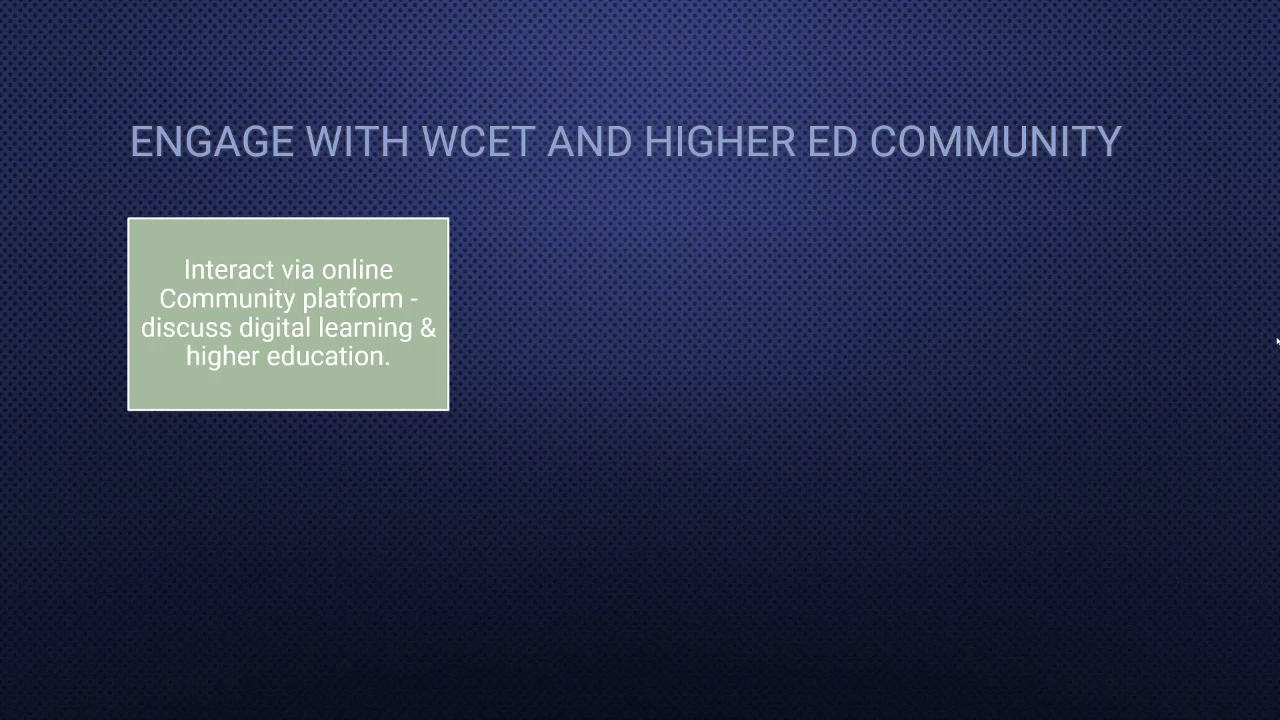 ENGAGE WITH WCET AND HIGHER ED COMMUNITY
Interact via online
Community platform -
discuss digital learning &
higher education.